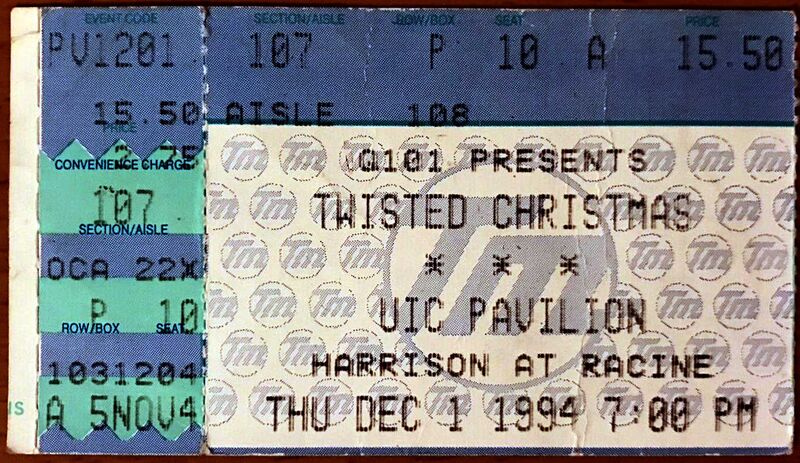 EVENT CODE SECTION/AISLE ROW/BOX SEAT PRICE
PV1201 107 P 10 A 15.50
15.50 AISLE 108
PRICE
CONVENIENCE CHARGE
107
SECTION/AISLE
OCA 22X
P 10
ROW/BOX SEAT
1031204
A 5NOV4
Q101 PRESENTS
TWISTED CHRISTMAS
* * *
UIC PAVILION
HARRISON AT RACINE
THU DEC 1 1994 7:00 PM